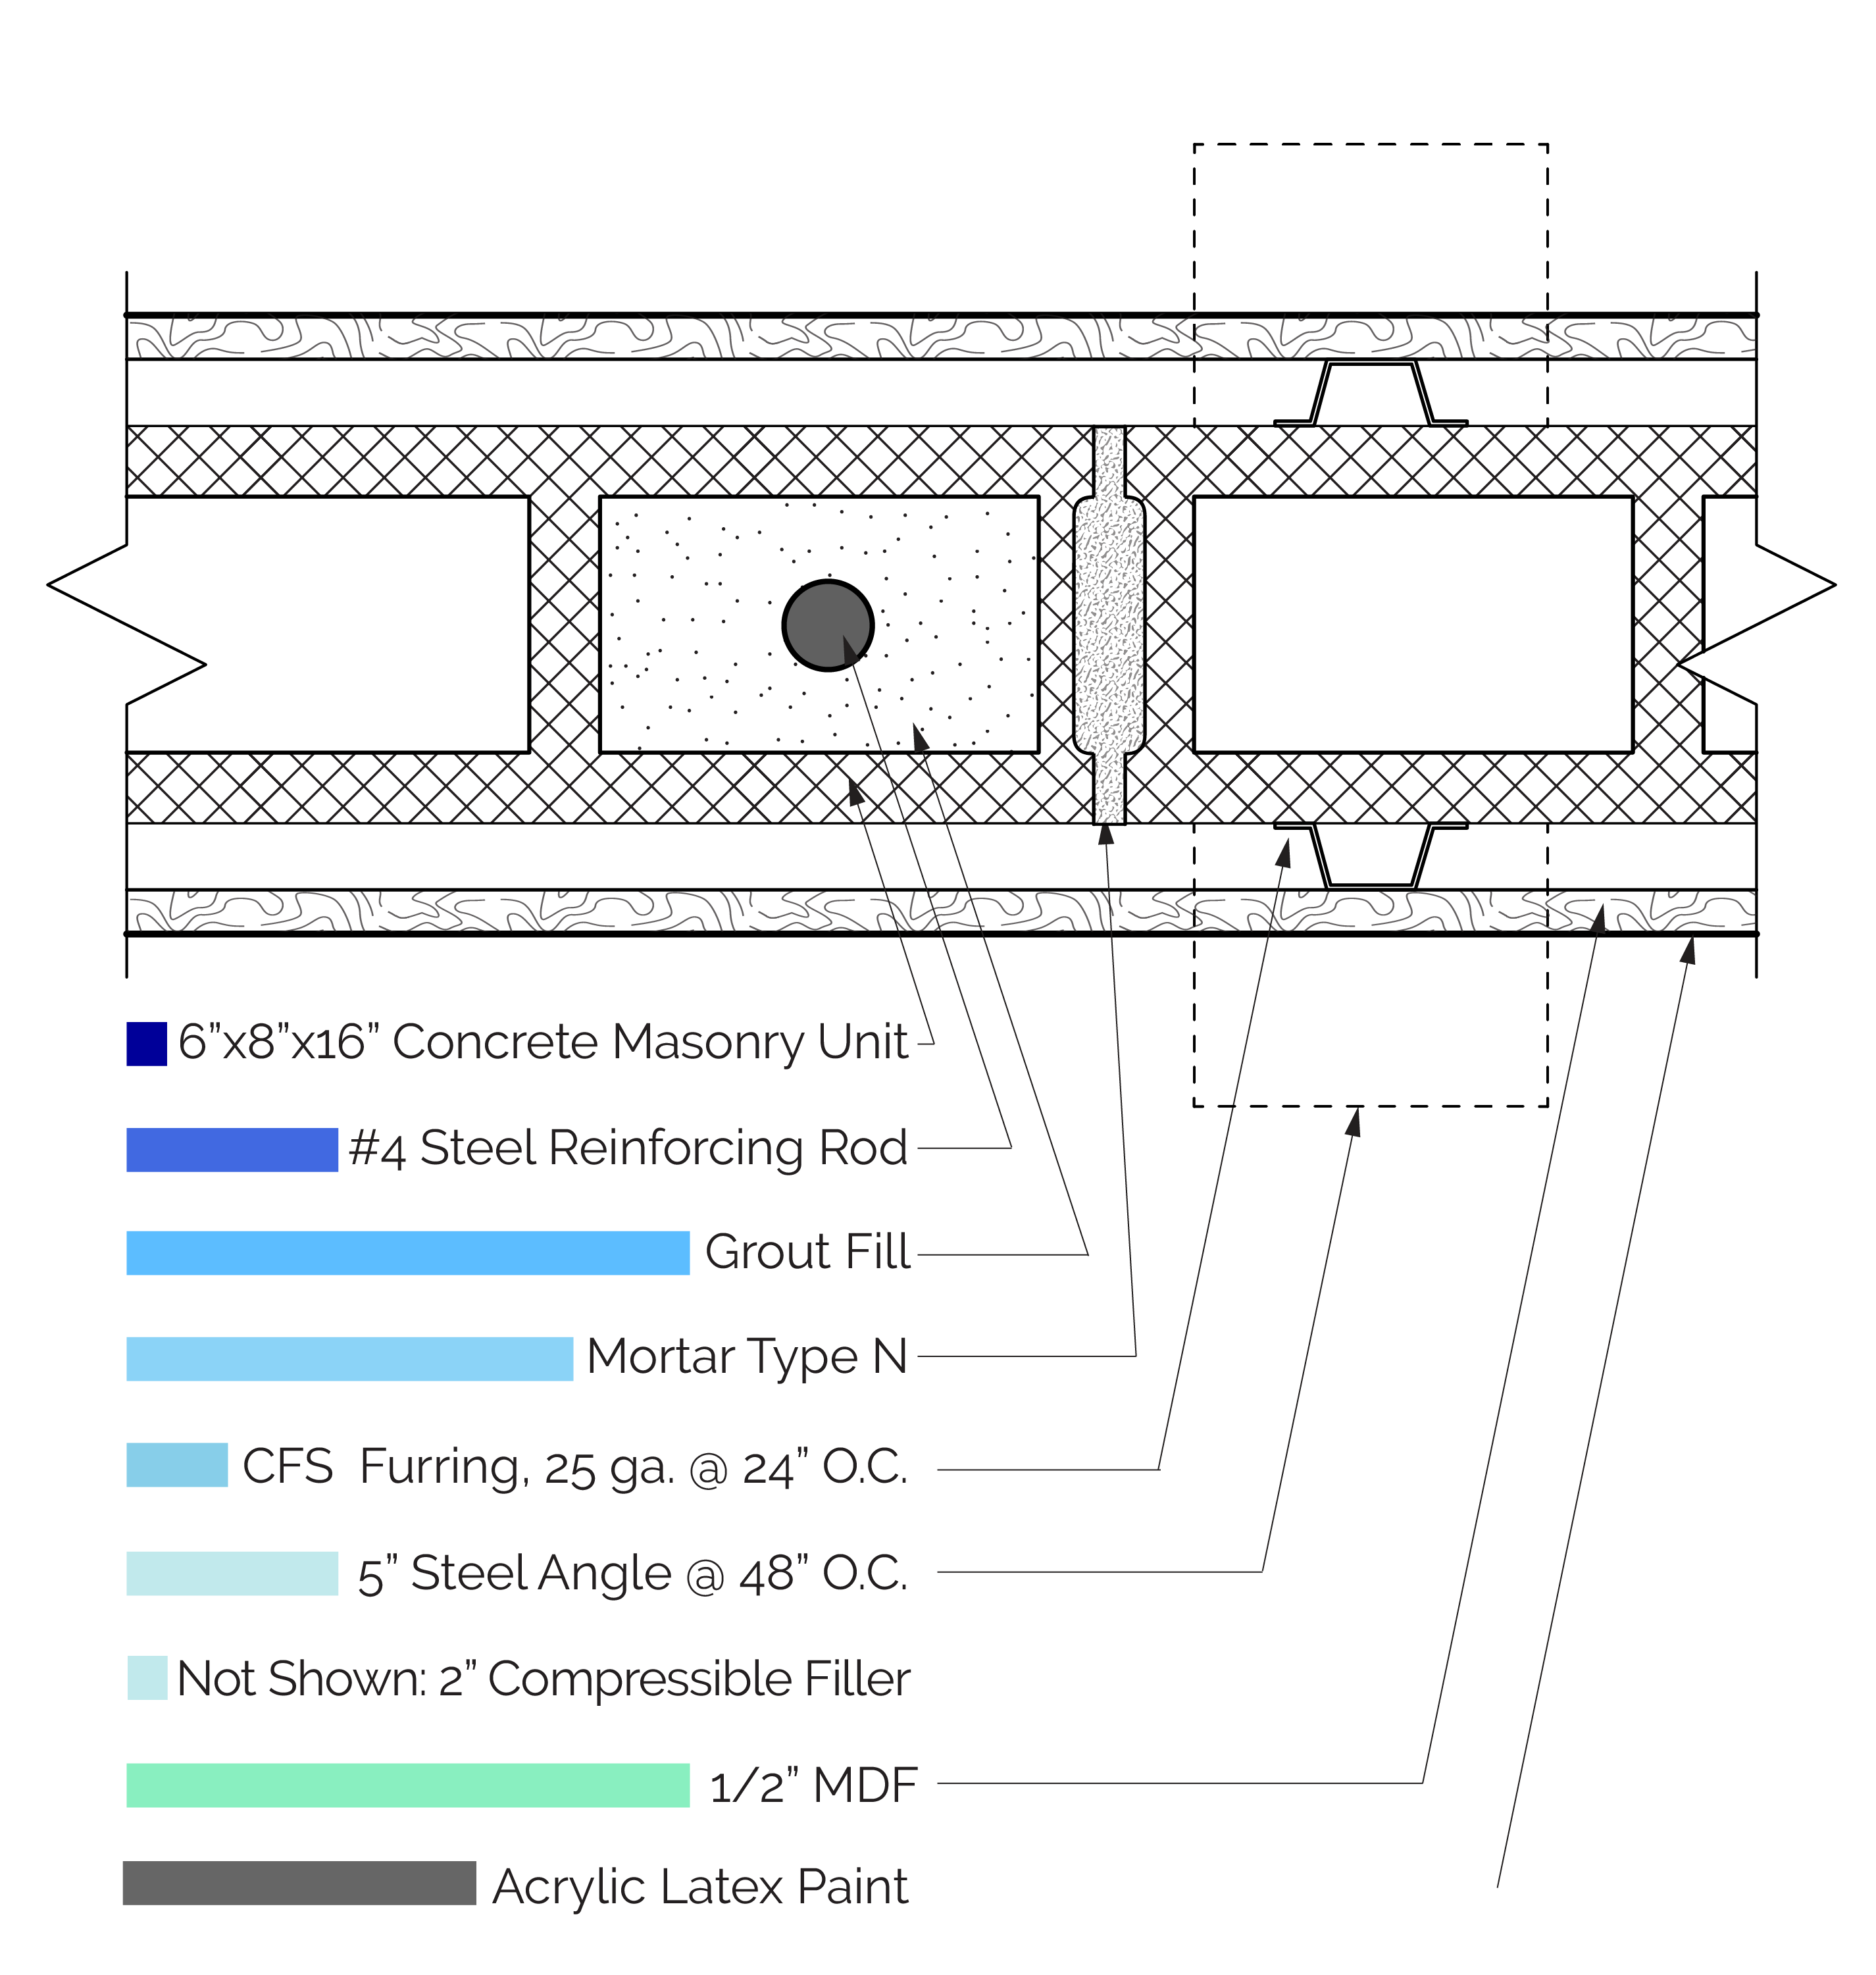 6”x8”x16” Concrete Masonry Unit
#4 Steel Reinforcing Rod
Grout Fill
Mortar Type N
CFS  Furring, 25 ga. @ 24” O.C.
5” Steel Angle @ 48” O.C.
Not Shown: 2” Compressible Filler
1/2” MDF
Acrylic Latex Paint